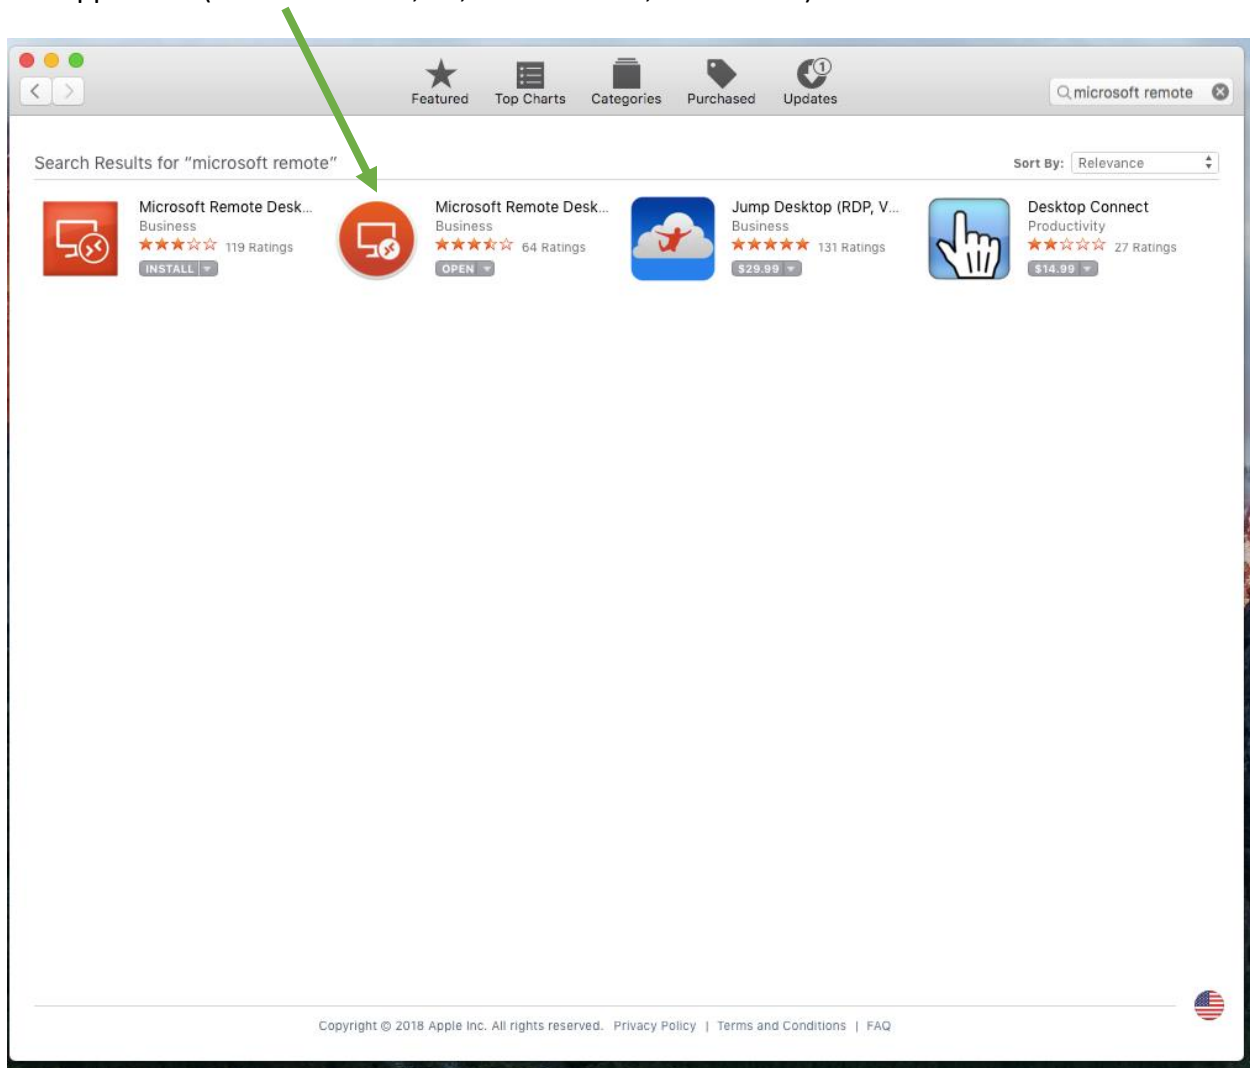 1
Featured Top Charts Categories Purchased Updates
microsoft remote
Search Results for “microsoft remote”
Sort By: Relevance
Microsoft Remote Desk...
Business
119 Ratings
INSTALL
Microsoft Remote Desk...
Business
64 Ratings
OPEN
Jump Desktop (RDP, V...
Business
131 Ratings
$29.99
Desktop Connect
Productivity
27 Ratings
$14.99
Copyright © 2018 Apple Inc. All rights reserved. Privacy Policy | Terms and Conditions | FAQ